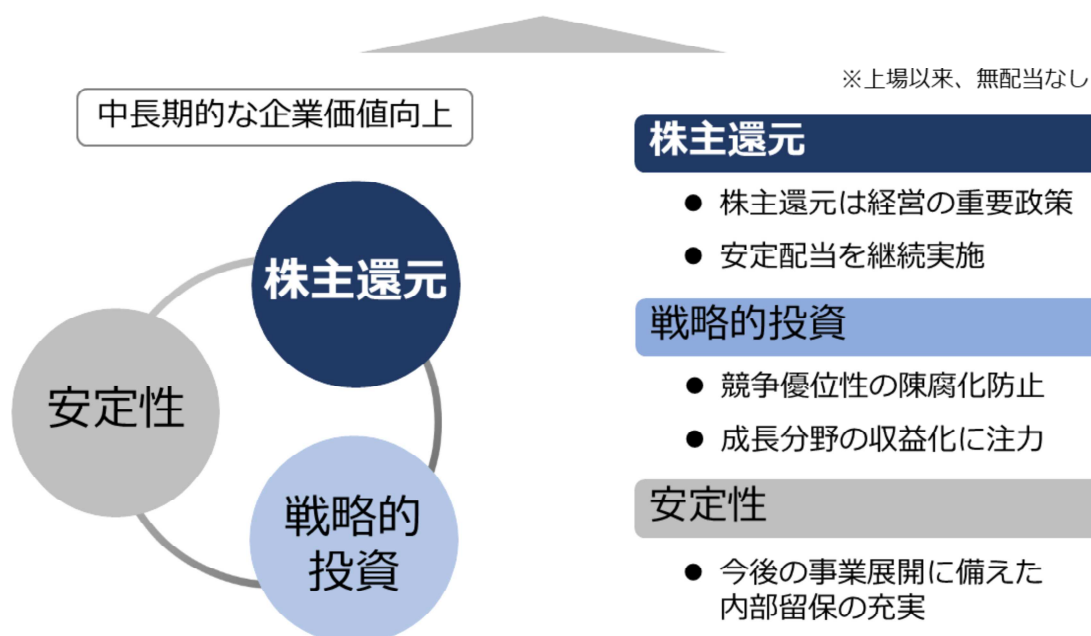 ※上場以来、無配当なし
中長期的な企業価値向上
株主還元
安定性
戦略的
投資
株主還元
● 株主還元は経営の重要政策
● 安定配当を継続実施
戦略的投資
● 競争優位性の陳腐化防止
● 成長分野の収益化に注力
安定性
● 今後の事業展開に備えた
内部留保の充実